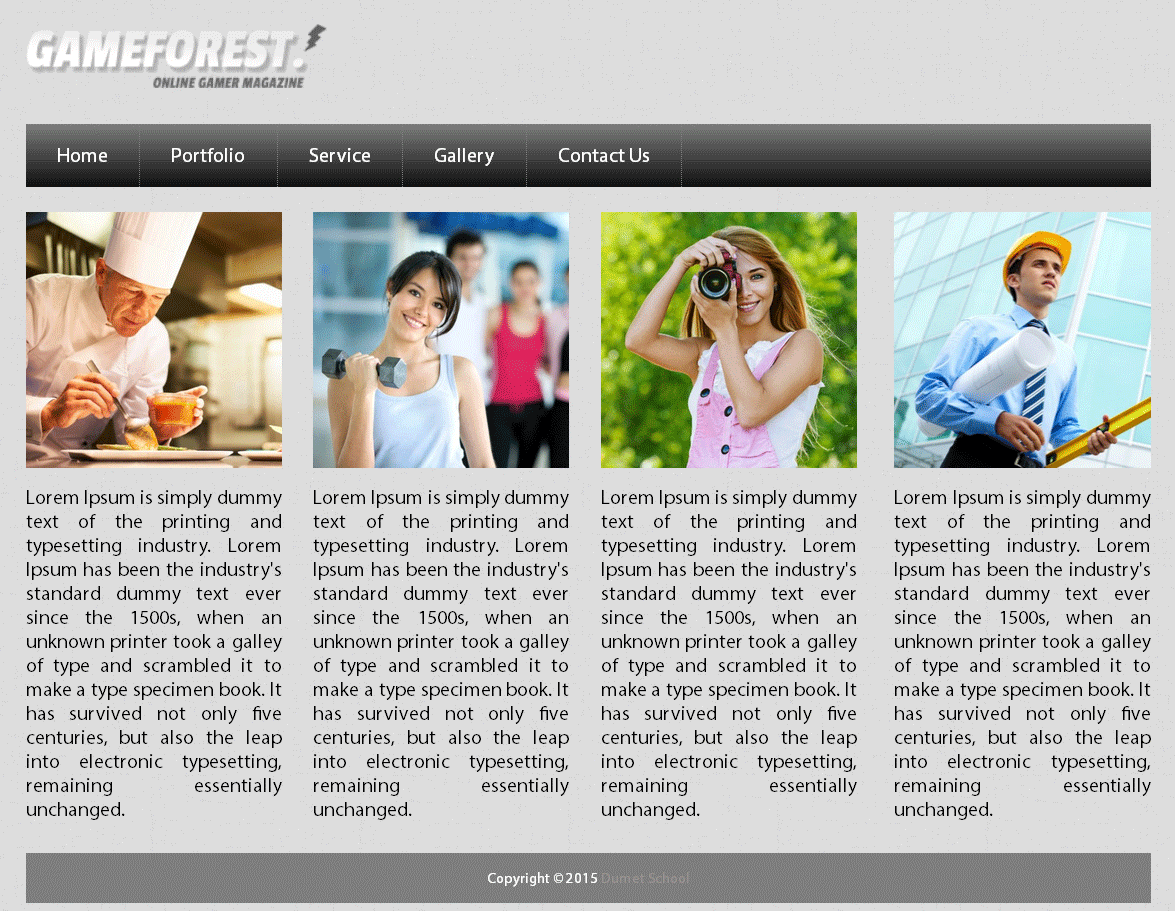 GAMEFOREST.
ONLINE GAMER MAGAZINE
Home Portfolio Service Gallery Contact Us
Lorem Ipsum is simply dummy
text of the printing and
typesetting industry. Lorem
Ipsum has been the industry's
standard dummy text ever
since the 1500s, when an
unknown printer took a galley
of type and scrambled it to
make a type specimen book. It
has survived not only five
centuries, but also the leap
into electronic typesetting,
remaining essentially
unchanged.
Lorem Ipsum is simply dummy
text of the printing and
typesetting industry. Lorem
Ipsum has been the industry's
standard dummy text ever
since the 1500s, when an
unknown printer took a galley
of type and scrambled it to
make a type specimen book. It
has survived not only five
centuries, but also the leap
into electronic typesetting,
remaining essentially
unchanged.
Lorem Ipsum is simply dummy
text of the printing and
typesetting industry. Lorem
Ipsum has been the industry's
standard dummy text ever
since the 1500s, when an
unknown printer took a galley
of type and scrambled it to
make a type specimen book. It
has survived not only five
centuries, but also the leap
into electronic typesetting,
remaining essentially
unchanged.
Lorem Ipsum is simply dummy
text of the printing and
typesetting industry. Lorem
Ipsum has been the industry's
standard dummy text ever
since the 1500s, when an
unknown printer took a galley
of type and scrambled it to
make a type specimen book. It
has survived not only five
centuries, but also the leap
into electronic typesetting,
remaining essentially
unchanged.
Copyright ©2015 Dumet School